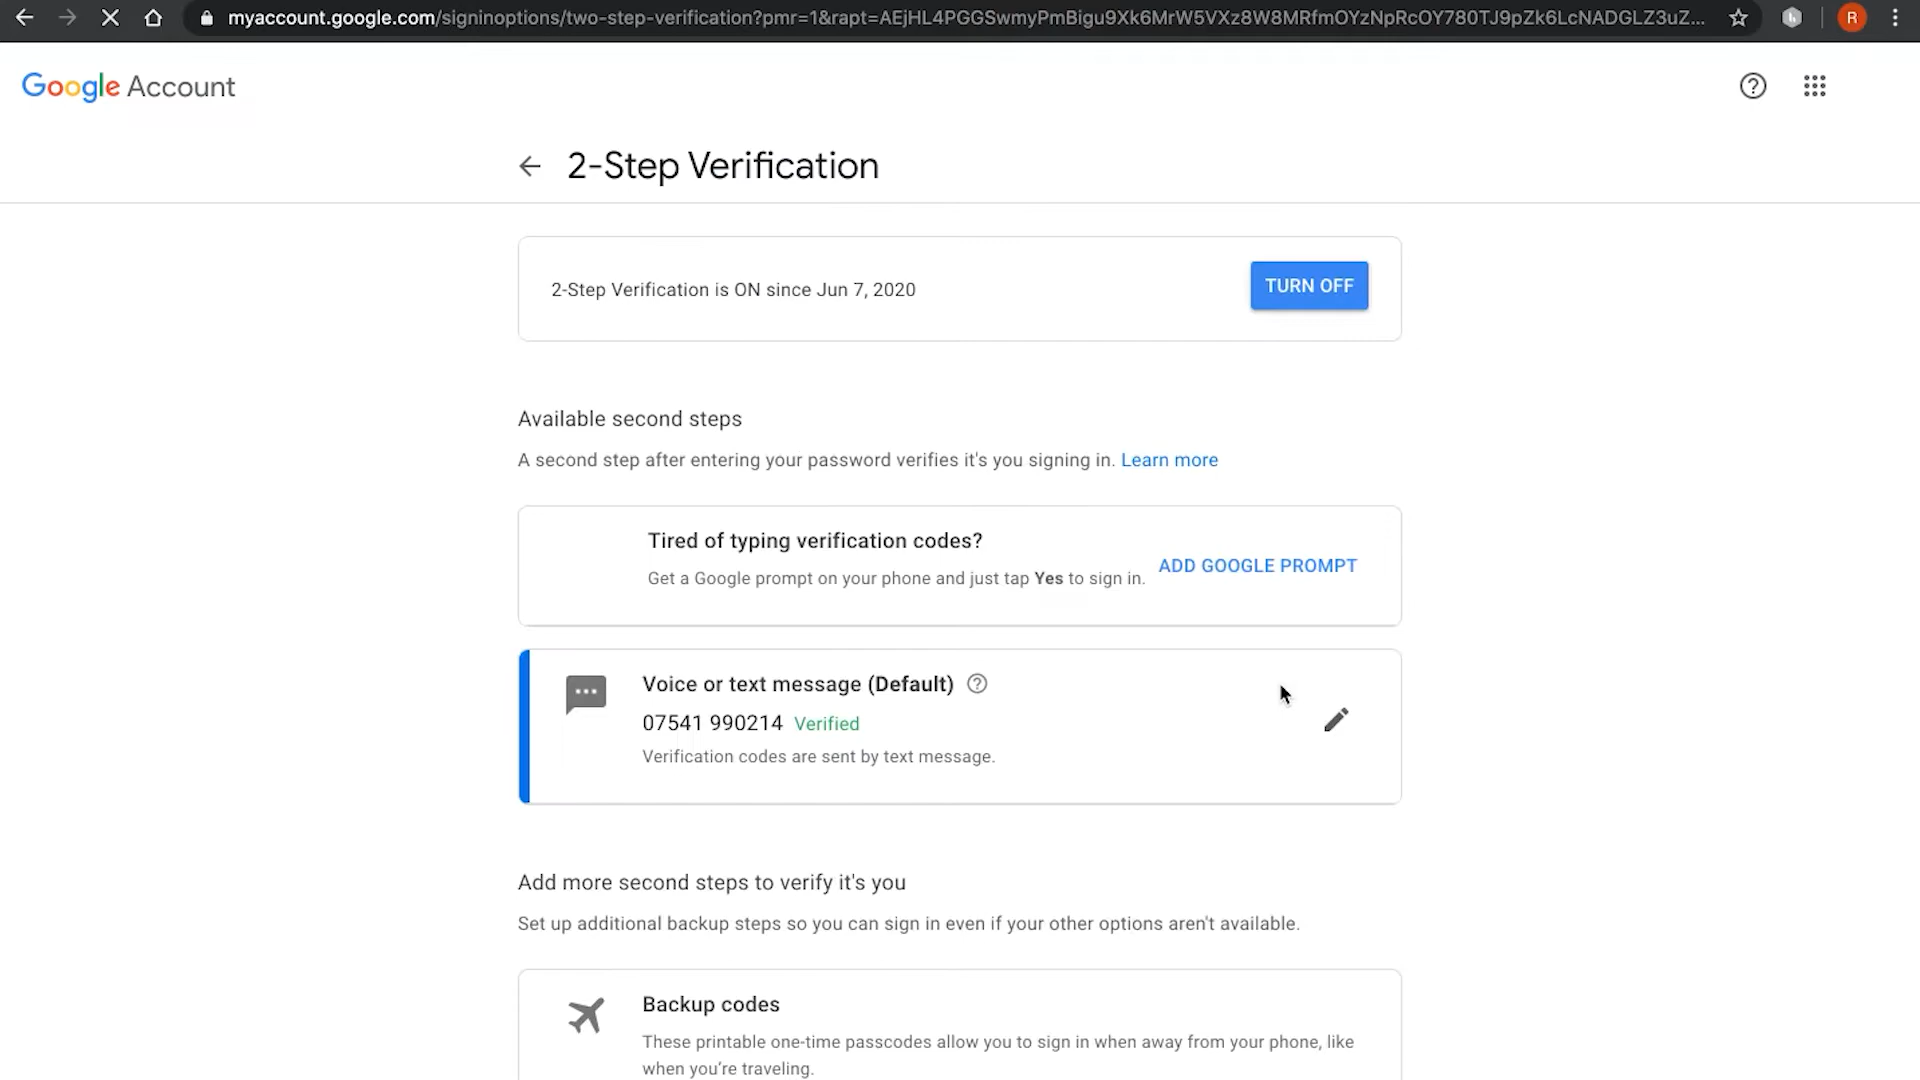 myaccount.google.com/signinoptions/two-step-verification?pmr=1&rapt=AEjHL4PGGSwmyPmBigu9Xk6MrW5VXz8W8MRfmOYzNpRcOY780TJ9pZk6LcNADGLZ3uZ...
R
Google Account
2-Step Verification
2-Step Verification is ON since Jun 7, 2020
TURN OFF
Available second steps
A second step after entering your password verifies it's you signing in. Learn more
Tired of typing verification codes?
Get a Google prompt on your phone and just tap Yes to sign in.
ADD GOOGLE PROMPT
Voice or text message (Default)
07541 990214 Verified
Verification codes are sent by text message.
Add more second steps to verify it's you
Set up additional backup steps so you can sign in even if your other options aren't available.
Backup codes
These printable one-time passcodes allow you to sign in when away from your phone, like
when you're traveling.